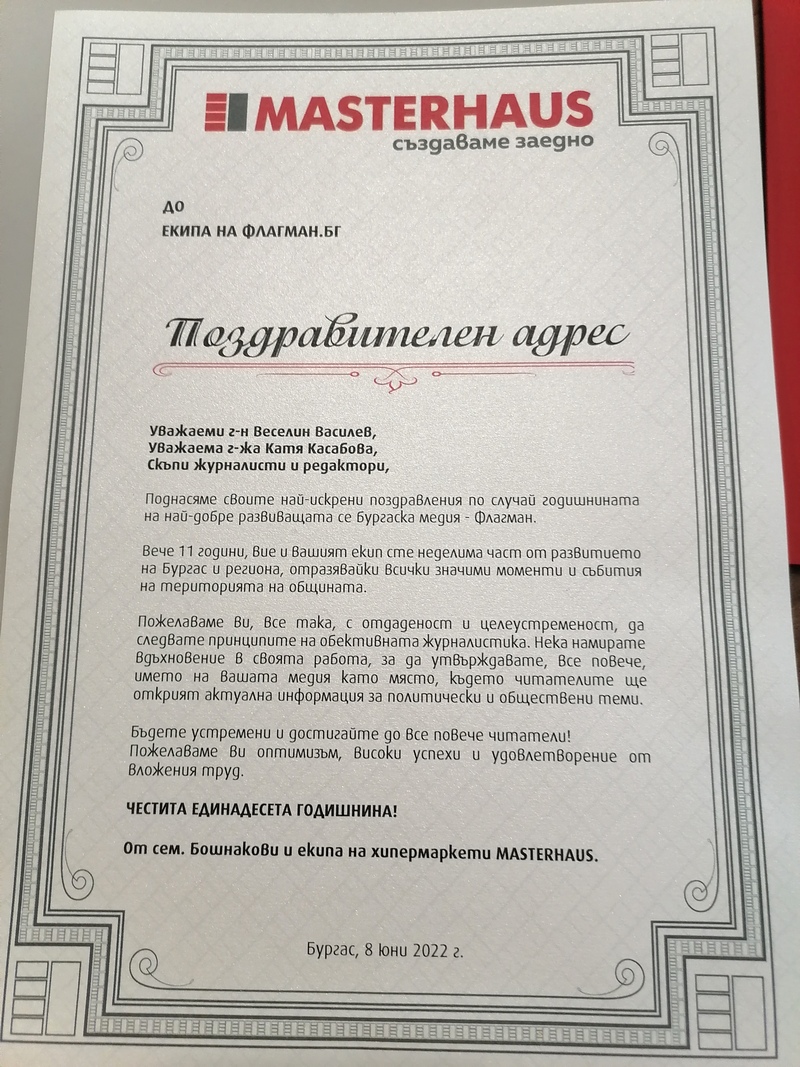 MASTERHAUS
създаваме заедно
ДО
ЕКИПА НА ФЛАГМАН.БГ
Поздравителен адрес
Уважаеми г-н Веселин Василев,
Уважаема г-жа Катя Касабова,
Скъпи журналисти и редактори,
Поднасяме своите най-искрени поздравления по случай годишнината
на най-добре развиващата се Бургаска медия - Флагман.
Вече 11 години, Вие и Вашият екип сте неделима част от развитието
на Бургас и региона, отразявайки всички значими моменти и събития
на територията на общината.
Пожелаваме Ви, все така, с отдаденост и целеустременост, да
следвате принципите на обективната журналистика. Нека намирате
вдъхновение в своята работа, за да утвърждавате, все повече,
името на Вашата медия като място, където читателите ще
открият актуална информация за политически и обществени теми.
Бъдете устремени и достигайте до все повече читатели!
Пожелаваме Ви оптимизъм, високи успехи и удовлетворение от
вложения труд.
ЧЕСТИТА ЕДИНАДЕСЕТА ГОДИШНИНА!
От сем. Бошнакови и екипа на хипермаркети MASTERHAUS.
Бургас, 8 юни 2022 г.